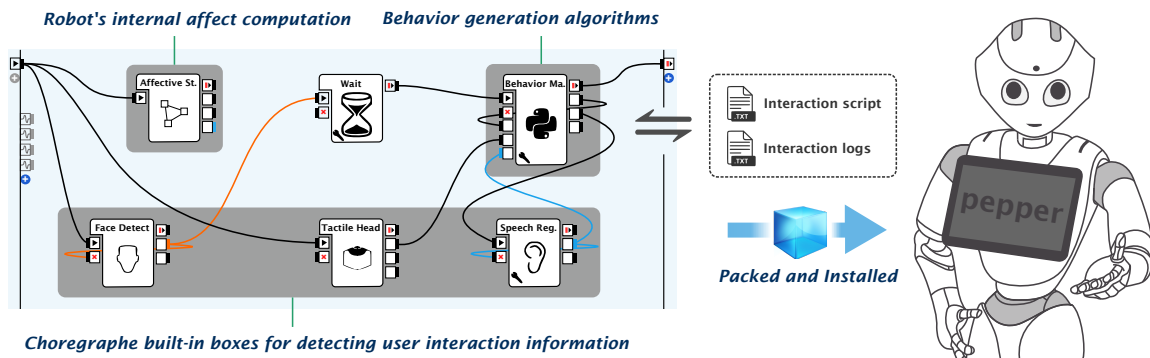 Robot's internal affect computation
Behavior generation algorithms
Affective St.
Wait
Behavior Ma.
Face Detect
Tactile Head
Speech Reg.
Choregraphe built-in boxes for detecting user interaction information
.TXT
Interaction script
.TXT
Interaction logs
Packed and Installed
pepper